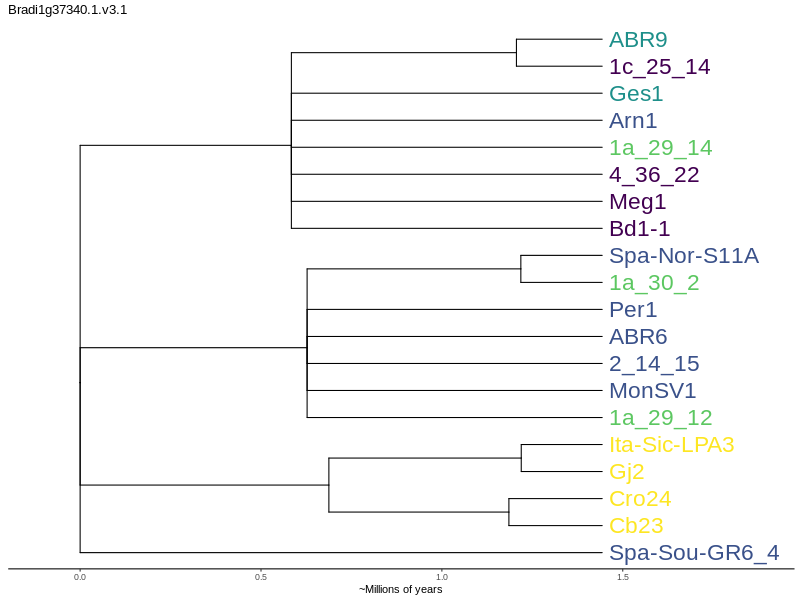 Bradi1g37340.1.v3.1
ABR9
1c_25_14
Ges1
Arn1
1a_29_14
4_36_22
Meg1
Bd1-1
Spa-Nor-S11A
1a_30_2
Per1
ABR6
2_14_15
MonSV1
1a_29_12
Ita-Sic-LPA3
Gj2
Cro24
Cb23
Spa-Sou-GR6_4
0.0 0.5 1.0 1.5
~Millions of years